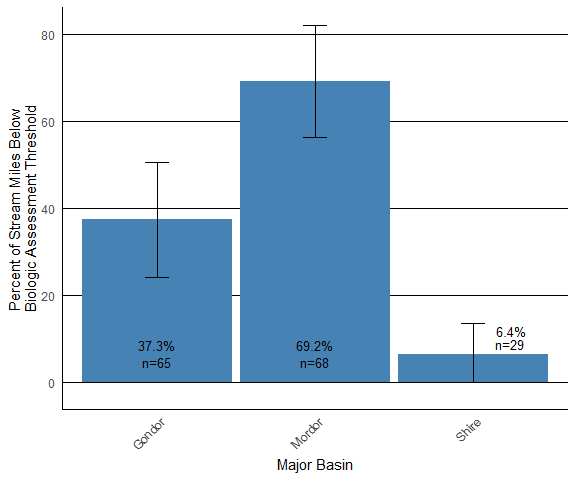 80
60
40
20
0
Percent of Stream Miles Below
Biologic Assessment Threshold
37.3%
n=65
69.2%
n=68
6.4%
n=29
Gondor
Mordor
Shire
Major Basin